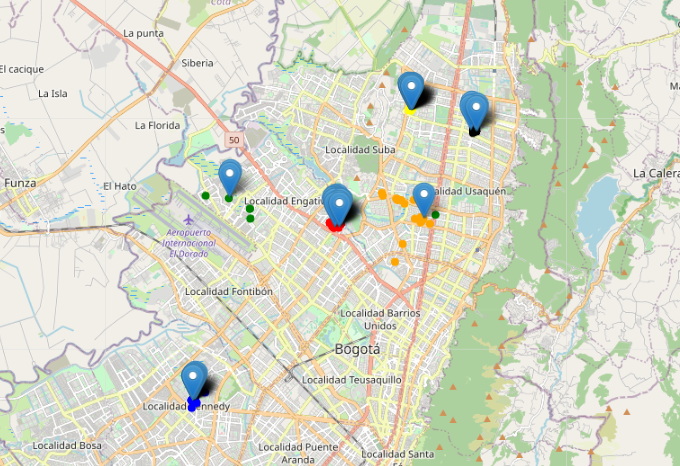 Cota
La punta
Siberia
El cacique
La Isla
La Florida
50
Localidad Suba
La Calera
Funza
El Hato
Localidad Usaquén
Localidad Engativ
Aeropuerto
Internacional
El Dorado
Localidad Fontibón
Localidad Barrios
Unidos
Bogotá
Localidad Teusaquillo
Localidad Kennedy
Localidad Bosa
Localidad Puente
Aranda
Localidad Santa